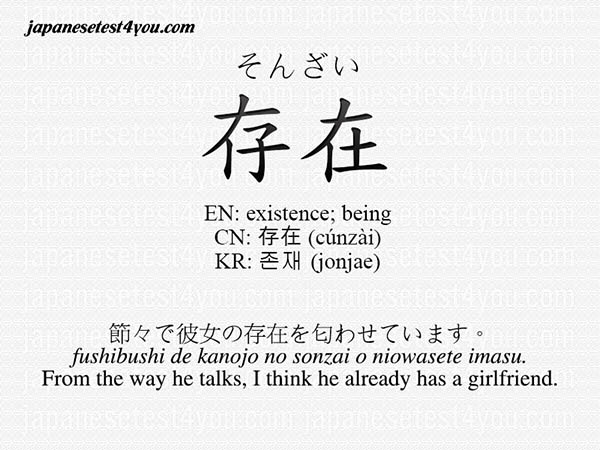 japanesetest4you.com
そんざい
存在
EN: existence; being
CN: 存在 (cúnzài)
KR: 존재 (jonjae)
節々で彼女の存在を匂わせています。
fushibushi de kanojo no sonzai o niowasete imasu.
From the way he talks, I think he already has a girlfriend.